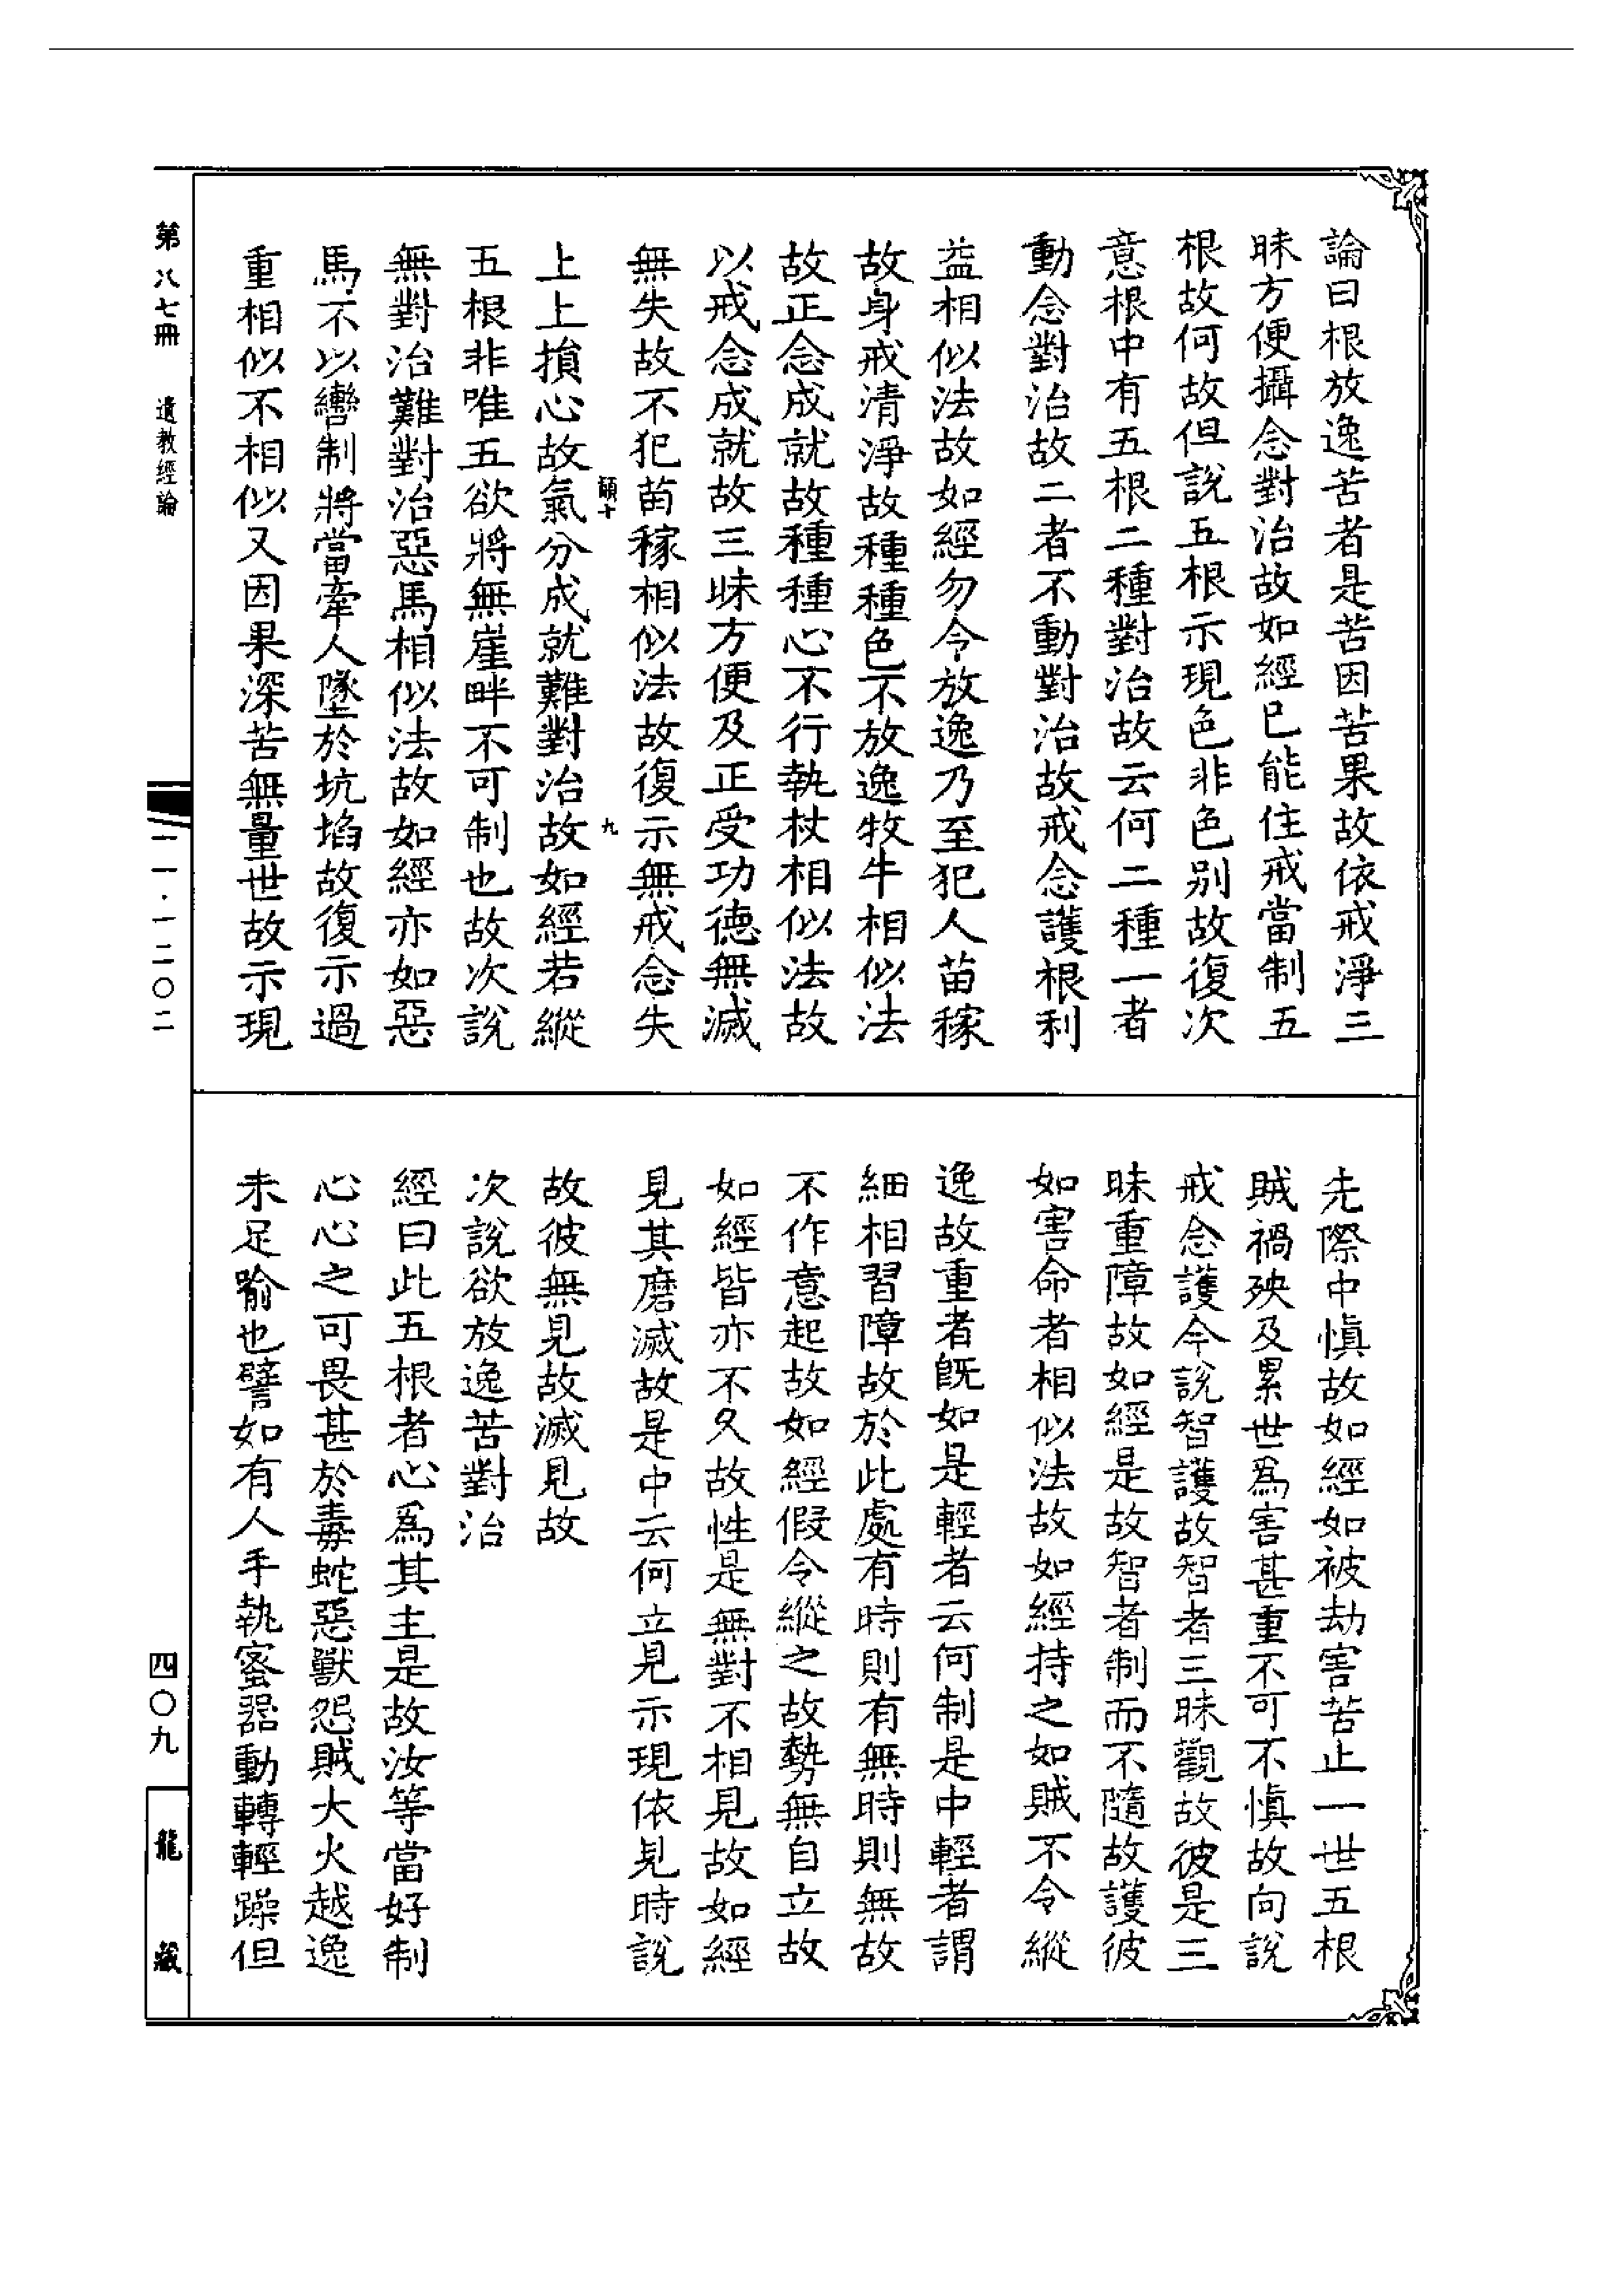 論曰根放逸苦者是苦因苦果故依戒淨三
昧方便攝念對治故如經已能住戒當制五
根故何故但說五根示現色非色别故復次
意根中有五根二種對治故云何二種一者
動念對治故二者不動對治故戒念護根利
益相似法故如經勿令放逸乃至犯人苗稼
故身戒清淨故種種色不放逸牧牛相似法
故正念成就故種種心不行執杖相似法故
以戒念成就故三昧方便及正受功德無滅
無失故不犯苗稼相似法故復示無戒念失
顛十 九
上上損心故氣分成就難對治故如經若縱
五根非唯五欲將無崖畔不可制也故次說
無對治難對治惡馬相似法故如經亦如惡
馬不以轡制將當牽人墜於坑埳故復示過
重相似不相似又因果深苦無量世故示現
先際中慎故如經如被劫害苦止一世五根
賊禍殃及累世爲害甚重不可不慎故向說
戒念護今說智護故智者三昧觀故彼是三
昧重障故如經是故智者制而不隨故護彼
如害命者相似法故如經持之如賊不令縱
逸故重者旣如是輕者云何制是中輕者謂
細相習障故於此處有時則有無時則無故
不作意起故如經假令縱之故勢無自立故
如經皆亦不久故性是無對不相見故如經
見其磨滅故是中云何立見示現依見時說
故彼無見故滅見故
次說欲放逸苦對治
經曰此五根者心爲其主是故汝等當好制
心心之可畏甚於毒蛇惡獸怨賊大火越逸
未足喻也譬如有人手執蜜器動轉輕躁但
第八七冊 遺教經論
一一·一二〇二
四〇九
龍藏